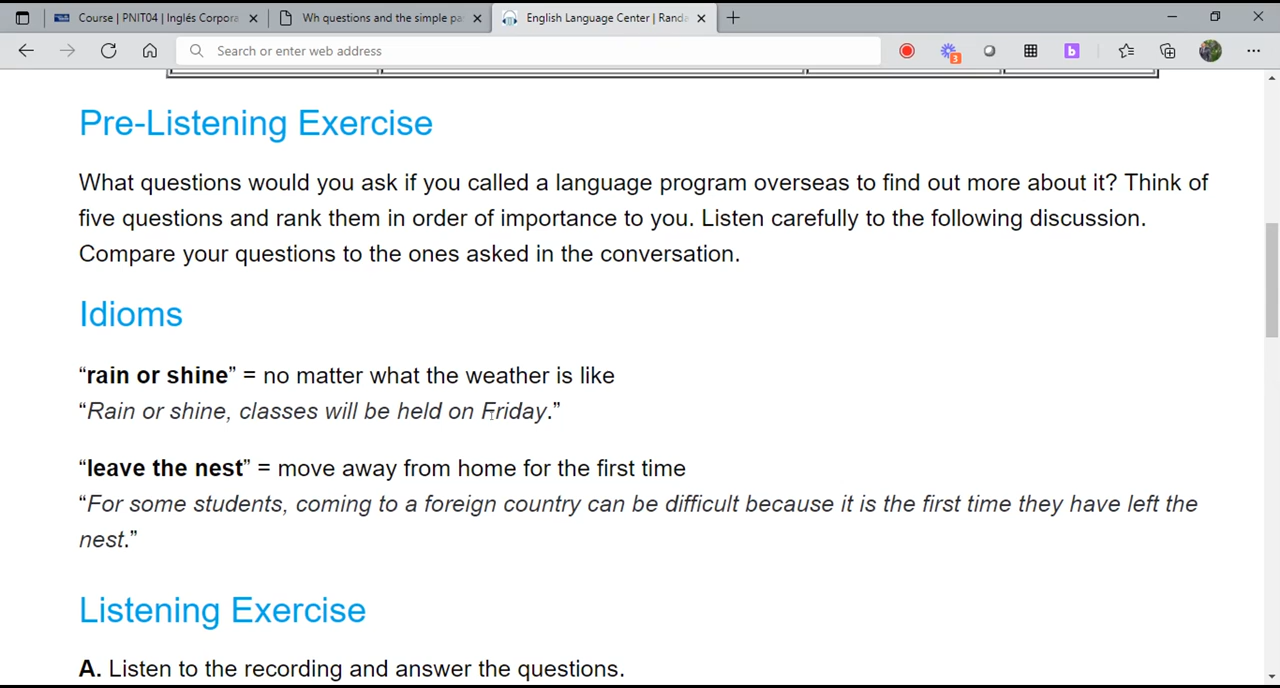 Course | PNIT04 | Inglés Corpora
Wh questions and the simple pa
English Language Center | Randa
Search or enter web address
3
b
Pre-Listening Exercise
What questions would you ask if you called a language program overseas to find out more about it? Think of
five questions and rank them in order of importance to you. Listen carefully to the following discussion.
Compare your questions to the ones asked in the conversation.
Idioms
“rain or shine” = no matter what the weather is like
“Rain or shine, classes will be held on Friday.”
“leave the nest” = move away from home for the first time
“For some students, coming to a foreign country can be difficult because it is the first time they have left the
nest.”
Listening Exercise
A. Listen to the recording and answer the questions.